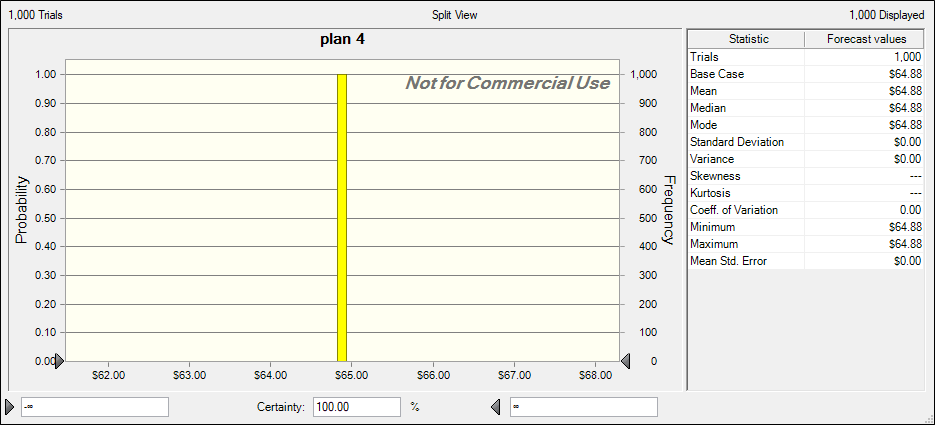 1,000 Trials Split View 1,000 Displayed
plan 4
Not for Commercial Use
Probability
1.00
0.90
0.80
0.70
0.60
0.50
0.40
0.30
0.20
0.10
0.00
$62.00 $63.00 $64.00 $65.00 $66.00 $67.00 $68.00
1,000
900
800
700
600
500
400
300
200
100
0
Frequency
Statistic Forecast values
Trials 1,000
Base Case $64.88
Mean $64.88
Median $64.88
Mode $64.88
Standard Deviation $0.00
Variance $0.00
Skewness ---
Kurtosis ---
Coeff. of Variation 0.00
Minimum $64.88
Maximum $64.88
Mean Std. Error $0.00
-∞ Certainty: 100.00 % ∞